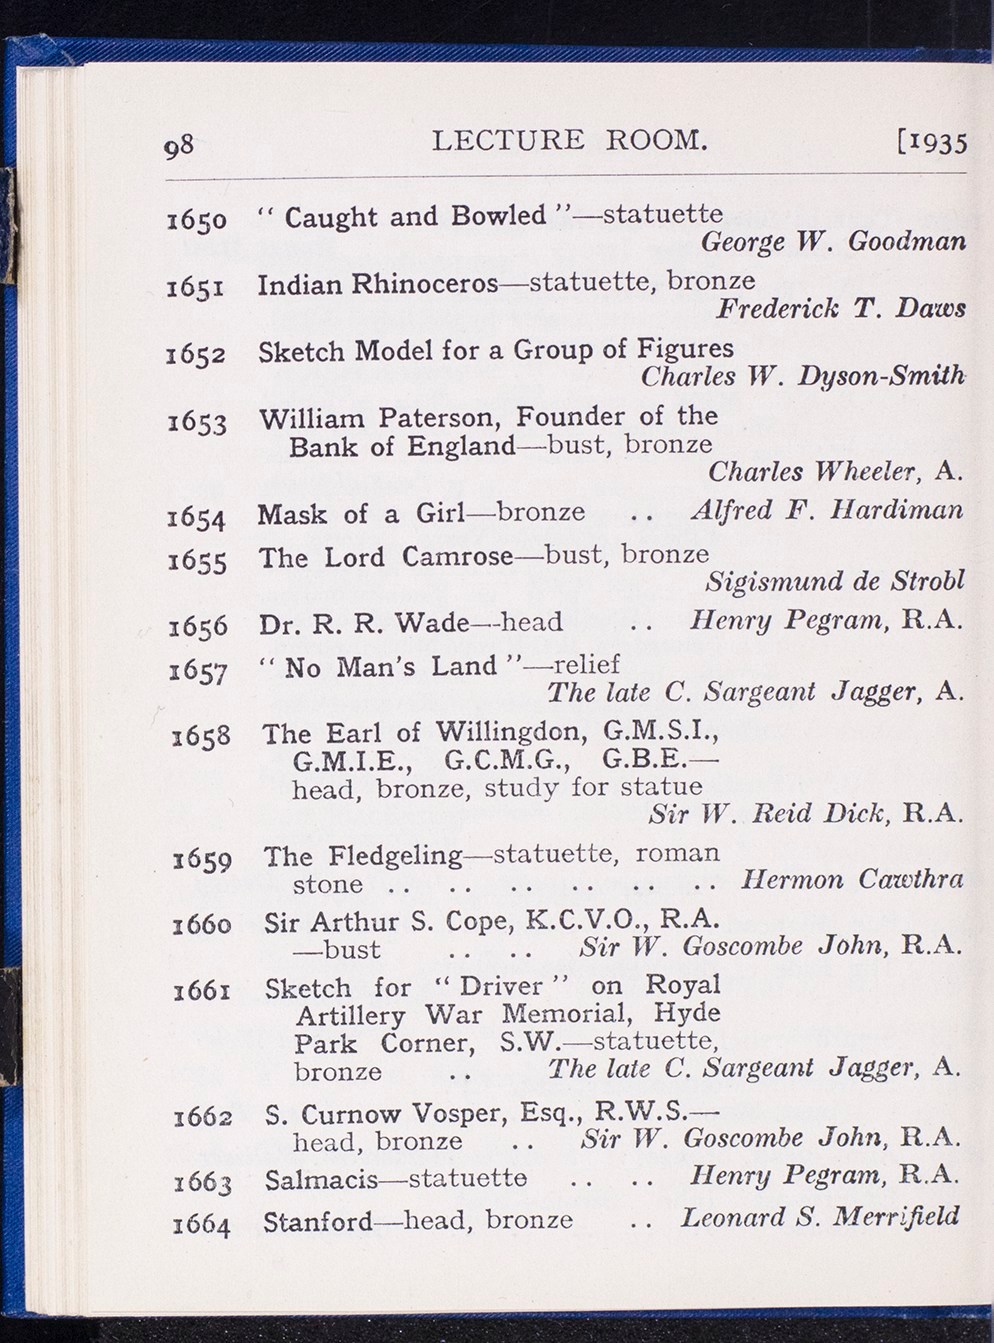 98 LECTURE ROOM. [1935
1650 “ Caught and Bowled ”—statuette
George W. Goodman
1651 Indian Rhinoceros—statuette, bronze
Frederick T. Daws
1652 Sketch Model for a Group of Figures
Charles W. Dyson-Smith
1653 William Paterson, Founder of the
Bank of England—bust, bronze
Charles Wheeler, A.
1654 Mask of a Girl—bronze .. Alfred F. Hardiman
1655 The Lord Camrose—bust, bronze
Sigismund de Strobl
1656 Dr. R. R. Wade—head .. Henry Pegram, R.A.
1657 “ No Man's Land ”—relief
The late C. Sargeant Jagger, A.
1658 The Earl of Willingdon, G.M.S.I.,
G.M.I.E., G.C.M.G., G.B.E.—
head, bronze, study for statue
Sir W. Reid Dick, R.A.
1659 The Fledgeling—statuette, roman
stone .. .. .. .. .. .. Hermon Cawthra
1660 Sir Arthur S. Cope, K.C.V.O., R.A.
—bust .. .. Sir W. Goscombe John, R.A.
1661 Sketch for “ Driver ” on Royal
Artillery War Memorial, Hyde
Park Corner, S.W.—statuette,
bronze .. The late C. Sargeant Jagger, A.
1662 S. Curnow Vosper, Esq., R.W.S.—
head, bronze .. Sir W. Goscombe John, R.A.
1663 Salmacis—statuette .. .. Henry Pegram, R.A.
1664 Stanford—head, bronze .. Leonard S. Merrifield